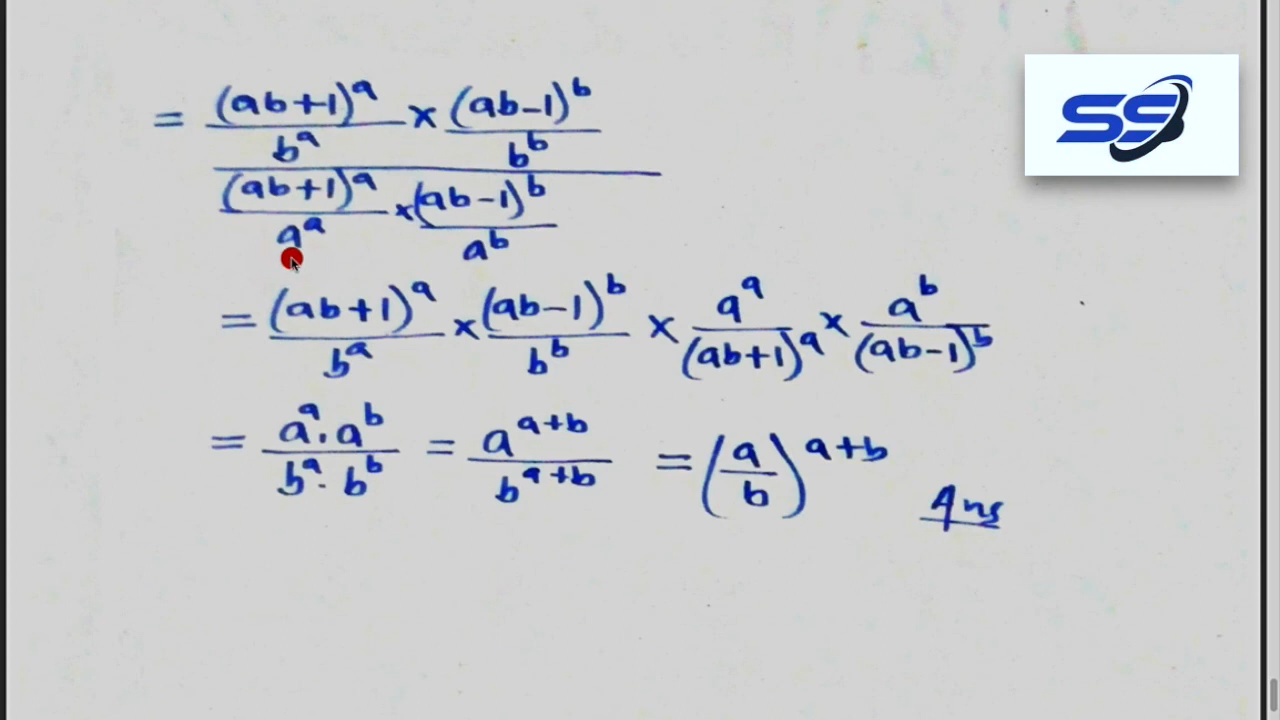 SS
= (ab+1)^a / b^a × (ab-1)^b / b^b
(ab+1)^a / a^a × (ab-1)^b / a^b
= (ab+1)^a / b^a × (ab-1)^b / b^b × a^a / (ab+1)^a × a^b / (ab-1)^b
= a^a . a^b / b^a . b^b = a^(a+b) / b^(a+b) = (a/b)^(a+b) Ans